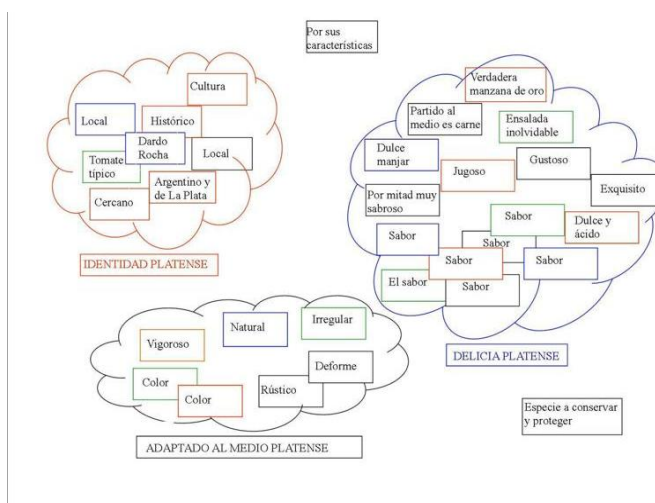 Por sus
características
Cultura
Local
Histórico
Dardo
Rocha
Local
Tomate
típico
Argentino y
de La Plata
Cercano
IDENTIDAD PLATENSE
Verdadera
manzana de oro
Partido al
medio es carne
Ensalada
inolvidable
Dulce
manjar
Gustoso
Jugoso
Exquisito
Por mitad muy
sabroso
Sabor
Dulce y
ácido
Sabor
Sabor
Sabor
Sabor
El sabor
Sabor
DELICIA PLATENSE
Irregular
Natural
Vigoroso
Deforme
Color
Rústico
Color
ADAPTADO AL MEDIO PLATENSE
Especie a conservar
y proteger